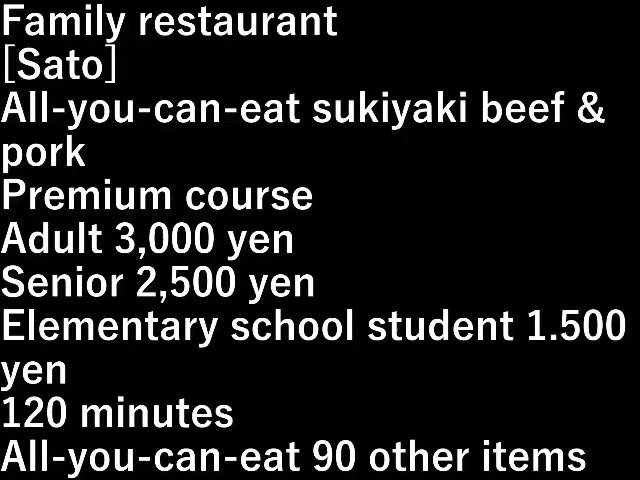 Family restaurant
[Sato]
All-you-can-eat sukiyaki beef &
pork
Premium course
Adult 3,000 yen
Senior 2,500 yen
Elementary school student 1.500
yen
120 minutes
All-you-can-eat 90 other items